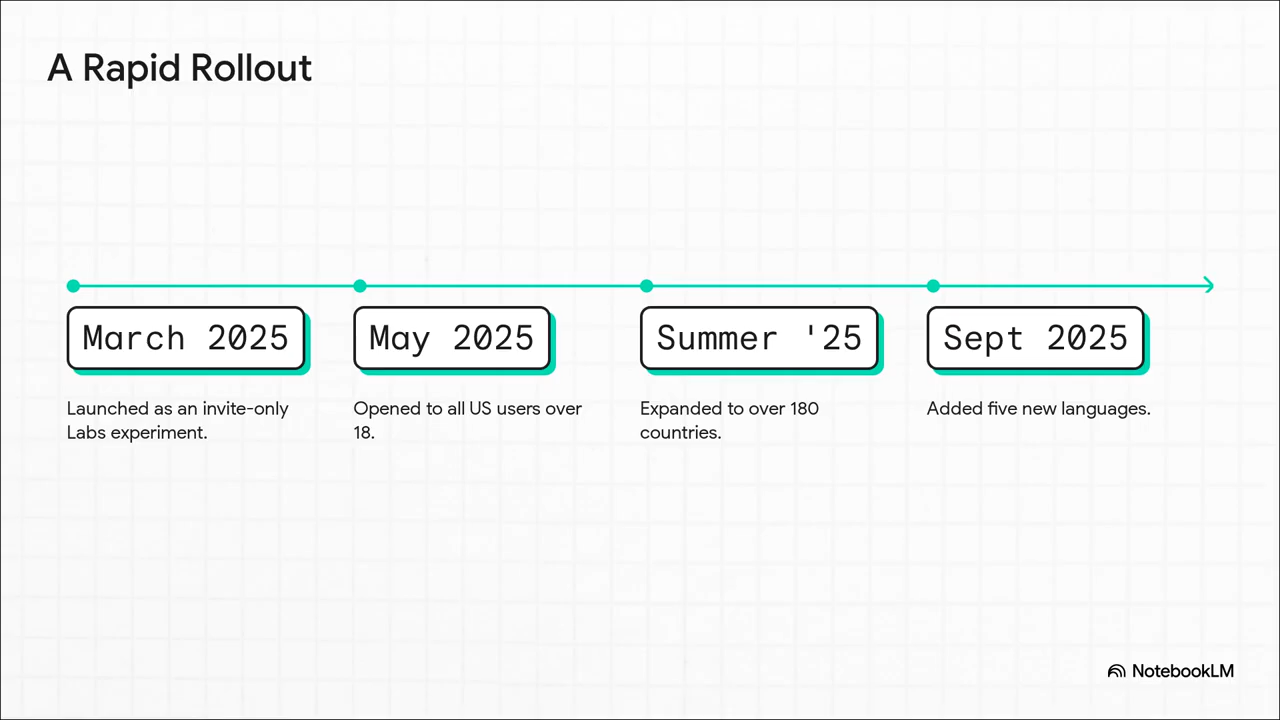 A Rapid Rollout
March 2025
Launched as an invite-only
Labs experiment.
May 2025
Opened to all US users over
18.
Summer '25
Expanded to over 180
countries.
Sept 2025
Added five new languages.
NotebookLM